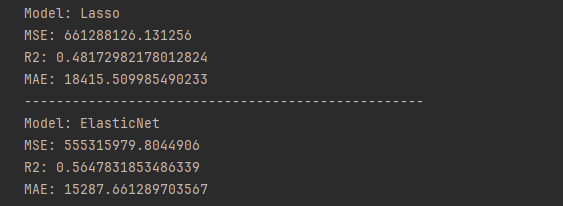 Model: Lasso
MSE: 661288126.131256
R2: 0.48172982178012824
MAE: 18415.509985490233
--------------------------------------------------
Model: ElasticNet
MSE: 555315979.8044906
R2: 0.5647831853486339
MAE: 15287.661289703567